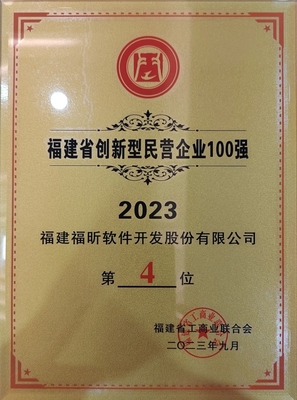 福建省创新型民营企业100强
2023
福建福昕软件开发股份有限公司
第 4 位
福建省工商业联合会
二〇二三年九月